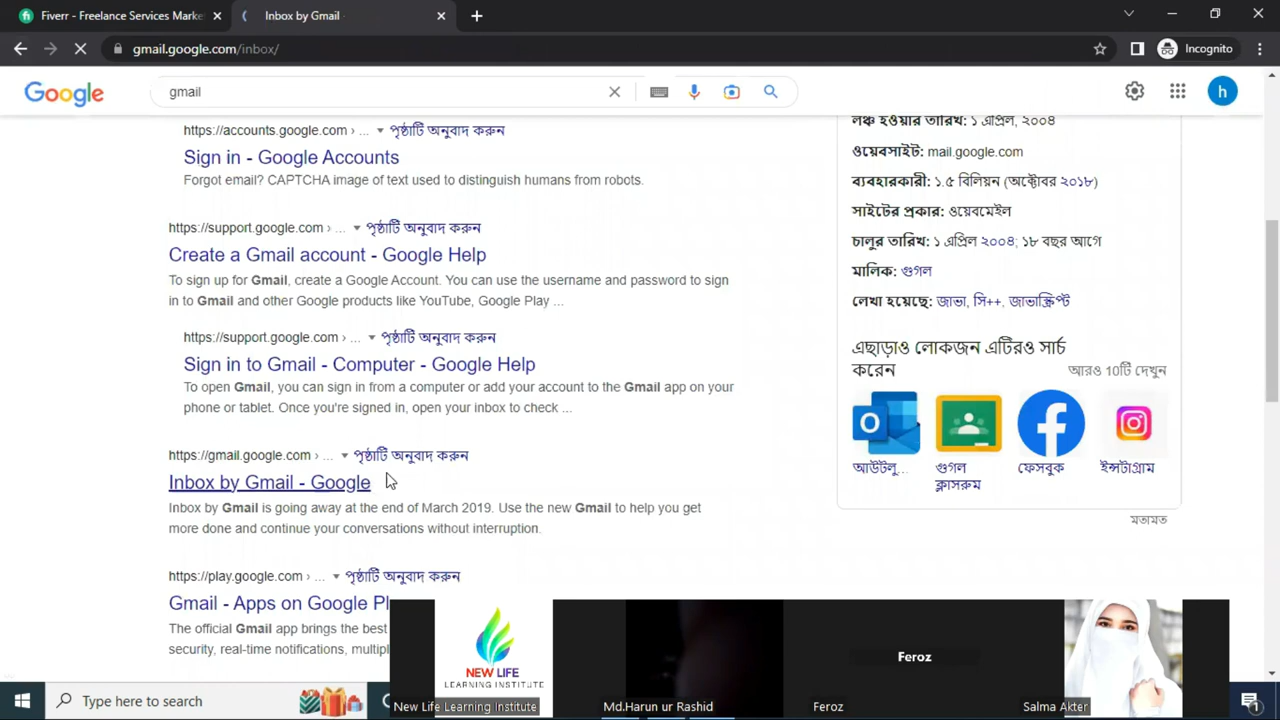 Fiverr - Freelance Services Marke
Inbox by Gmail
gmail.google.com/inbox/
Incognito
Google
gmail
h
https://accounts.google.com › ... পৃষ্ঠাটি অনুবাদ করুন
Sign in - Google Accounts
Forgot email? CAPTCHA image of text used to distinguish humans from robots.
https://support.google.com › ... পৃষ্ঠাটি অনুবাদ করুন
Create a Gmail account - Google Help
To sign up for Gmail, create a Google Account. You can use the username and password to sign
in to Gmail and other Google products like YouTube, Google Play ...
https://support.google.com › ... পৃষ্ঠাটি অনুবাদ করুন
Sign in to Gmail - Computer - Google Help
To open Gmail, you can sign in from a computer or add your account to the Gmail app on your
phone or tablet. Once you're signed in, open your inbox to check ...
https://gmail.google.com › ... পৃষ্ঠাটি অনুবাদ করুন
Inbox by Gmail - Google
Inbox by Gmail is going away at the end of March 2019. Use the new Gmail to help you get
more done and continue your conversations without interruption.
https://play.google.com › ... পৃষ্ঠাটি অনুবাদ করুন
Gmail - Apps on Google Pl
The official Gmail app brings the best
security, real-time notifications, multipl
লঞ্চ হওয়ার তারিখ: ১ এপ্রিল, ২০০৪
ওয়েবসাইট: mail.google.com
ব্যবহারকারী: ১.৫ বিলিয়ন (অক্টোবর ২০১৮)
সাইটের প্রকার: ওয়েবমেইল
চালুর তারিখ: ১ এপ্রিল ২০০৪; ১৮ বছর আগে
মালিক: গুগল
লেখা হয়েছে: জাভা, সি++, জাভাস্ক্রিপ্ট
এছাড়াও লোকজন এটিরও সার্চ
করেন
আরও 10টি দেখুন
আউটলু...
গুগল
ক্লাসরুম
ফেসবুক
ইন্সটাগ্রাম
মতামত
NEW LIFE
LEARNING INSTITUTE
New Life Learning Institute
Md.Harun ur Rashid
Feroz
Feroz
Salma Akter
Type here to search
1